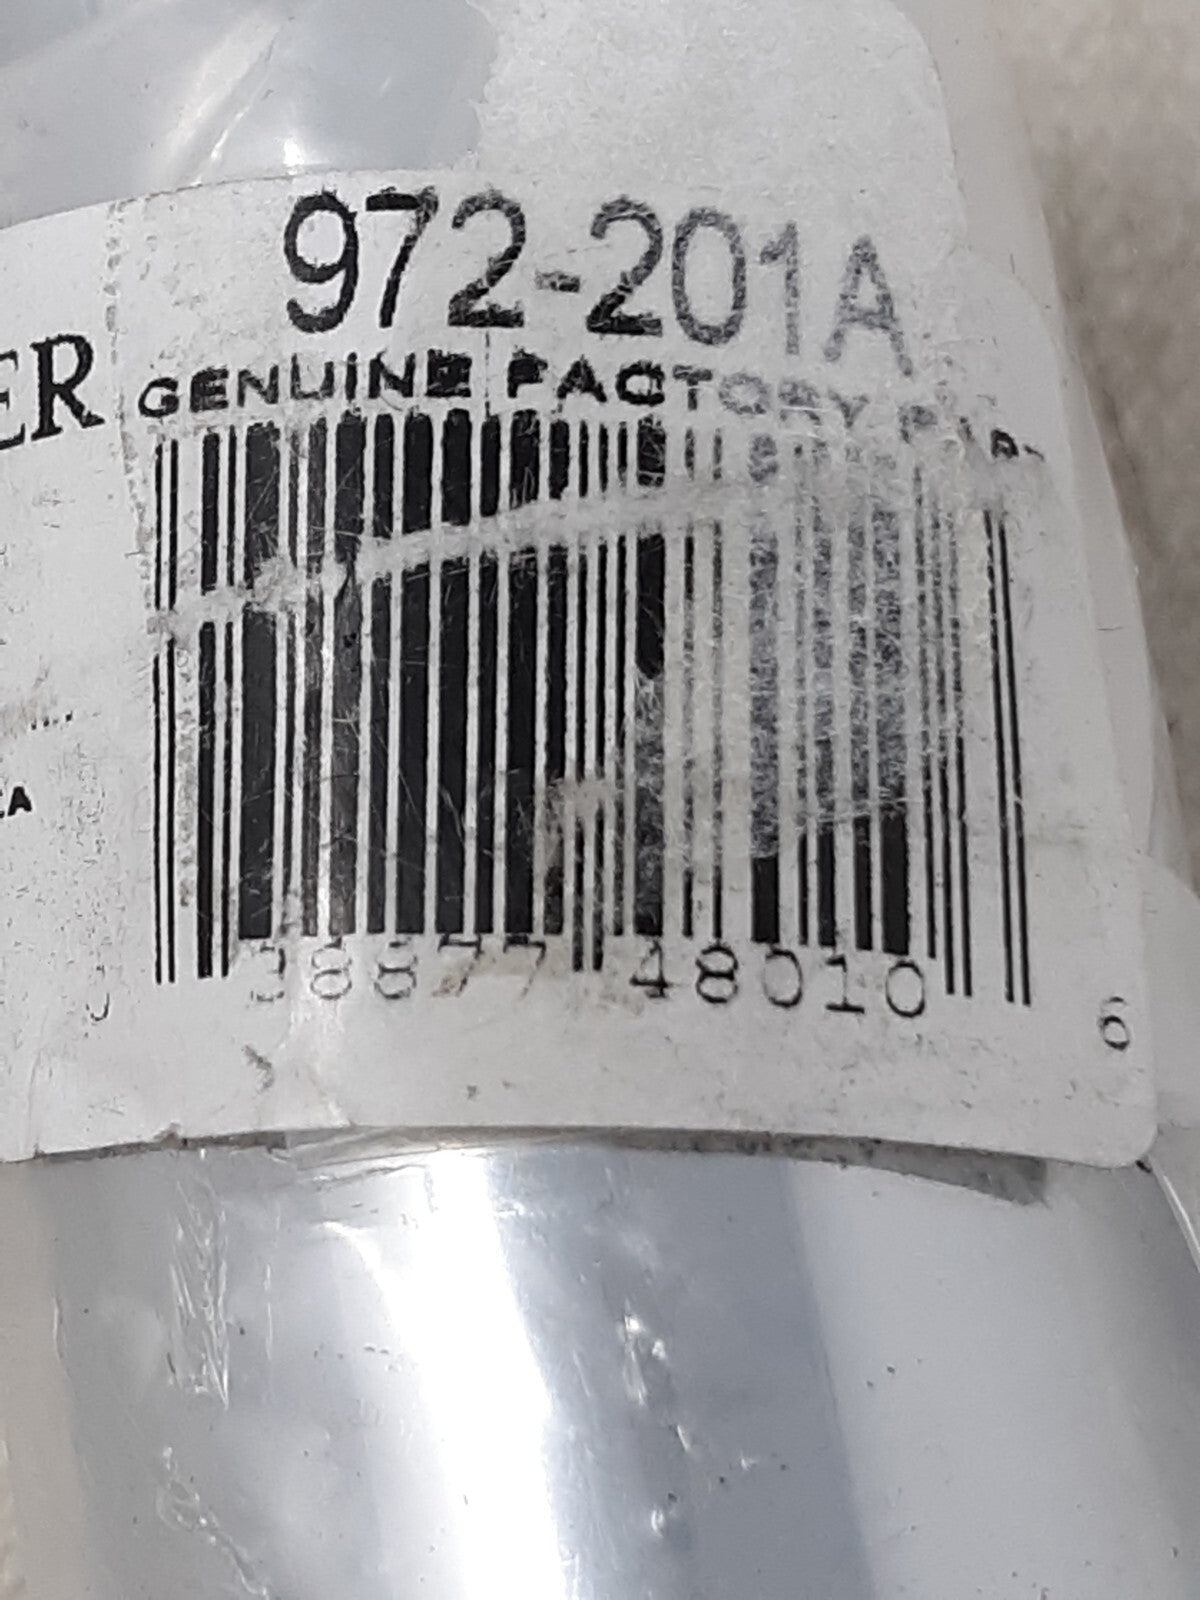 972-201A
ER
GENUINE FACTORY
38877 48010 6